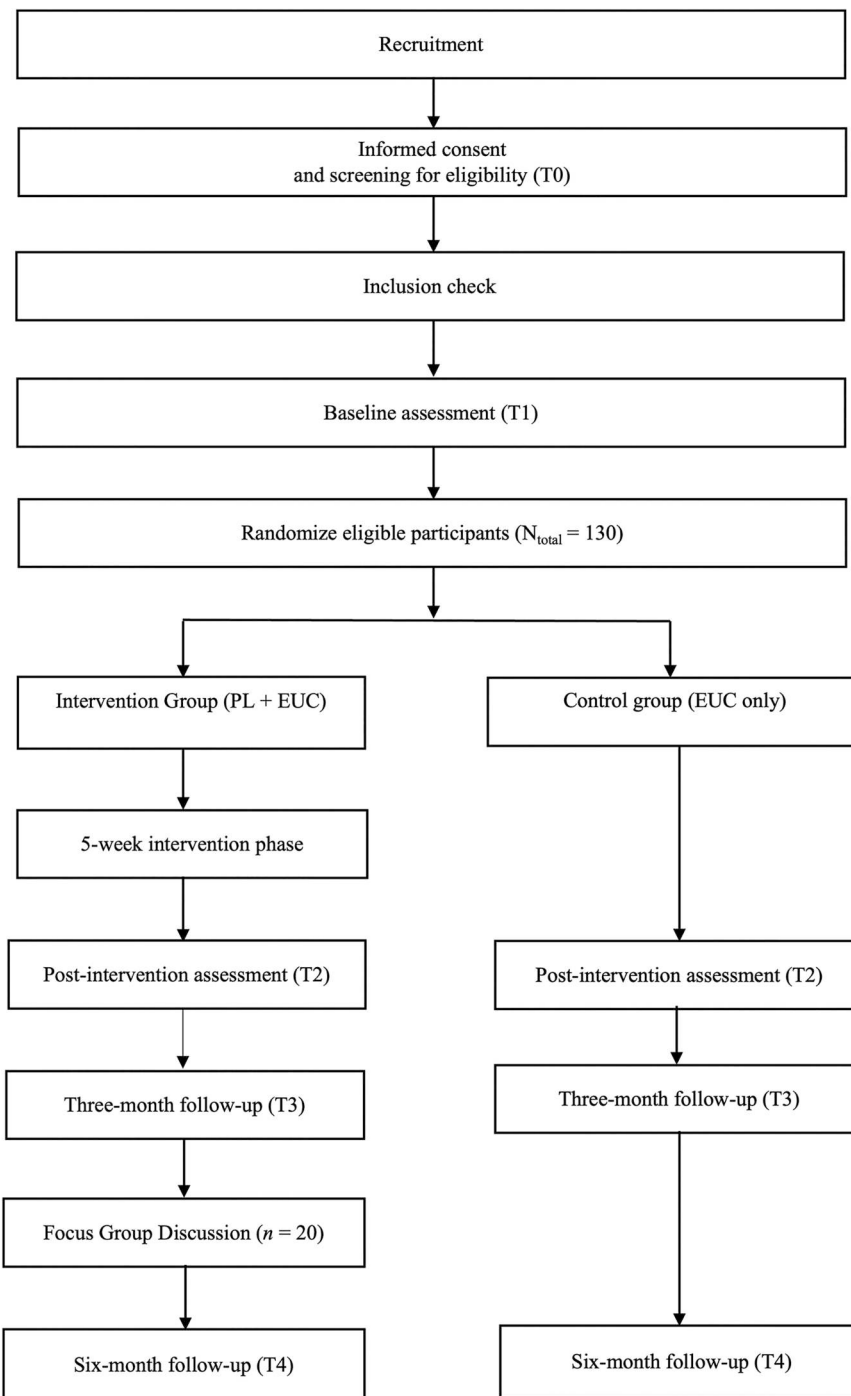 Recruitment
Informed consent
and screening for eligibility (T0)
Inclusion check
Baseline assessment (T1)
Randomize eligible participants (Ntotal = 130)
Intervention Group (PL + EUC)
Control group (EUC only)
5-week intervention phase
Post-intervention assessment (T2)
Post-intervention assessment (T2)
Three-month follow-up (T3)
Three-month follow-up (T3)
Focus Group Discussion (n = 20)
Six-month follow-up (T4)
Six-month follow-up (T4)